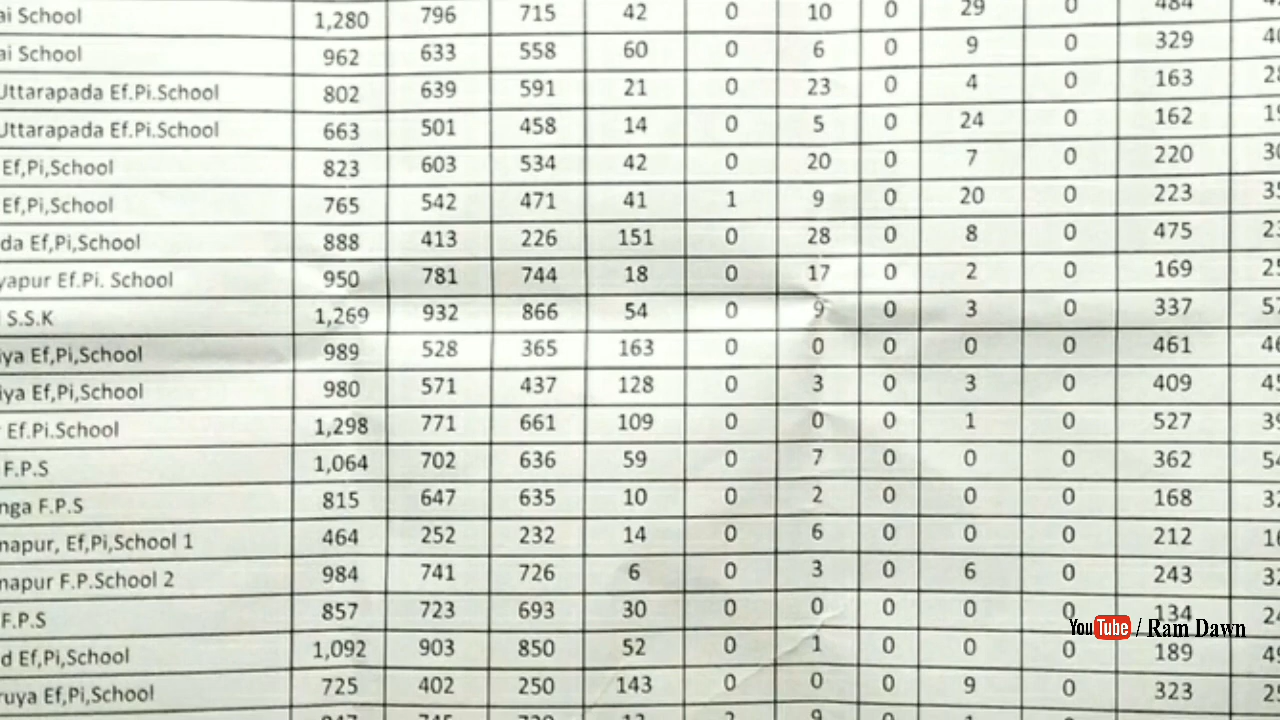 ai School 1,280 796 715 42 0 10 0 29 0 484
ai School 962 633 558 60 0 6 0 9 0 329
Uttarapada Ef.Pi.School 802 639 591 21 0 23 0 4 0 163
Uttarapada Ef.Pi.School 663 501 458 14 0 5 0 24 0 162
Ef,Pi,School 823 603 534 42 0 20 0 7 0 220
Ef,Pi,School 765 542 471 41 1 9 0 20 0 223
da Ef,Pi,School 888 413 226 151 0 28 0 8 0 475
yapur Ef.Pi. School 950 781 744 18 0 17 0 2 0 169
S.S.K 1,269 932 866 54 0 9 0 3 0 337
iya Ef,Pi,School 989 528 365 163 0 0 0 0 0 461
iya Ef,Pi,School 980 571 437 128 0 3 0 3 0 409
Ef.Pi.School 1,298 771 661 109 0 0 0 1 0 527
F.P.S 1,064 702 636 59 0 7 0 0 0 362
nga F.P.S 815 647 635 10 0 2 0 0 0 168
napur, Ef,Pi,School 1 464 252 232 14 0 6 0 0 0 212
napur F.P.School 2 984 741 726 6 0 3 0 6 0 243
F.P.S 857 723 693 30 0 0 0 0 0 134
YouTube / Ram Dawn
d Ef,Pi,School 1,092 903 850 52 0 1 0 0 0 189
ruya Ef,Pi,School 725 402 250 143 0 0 0 9 0 323